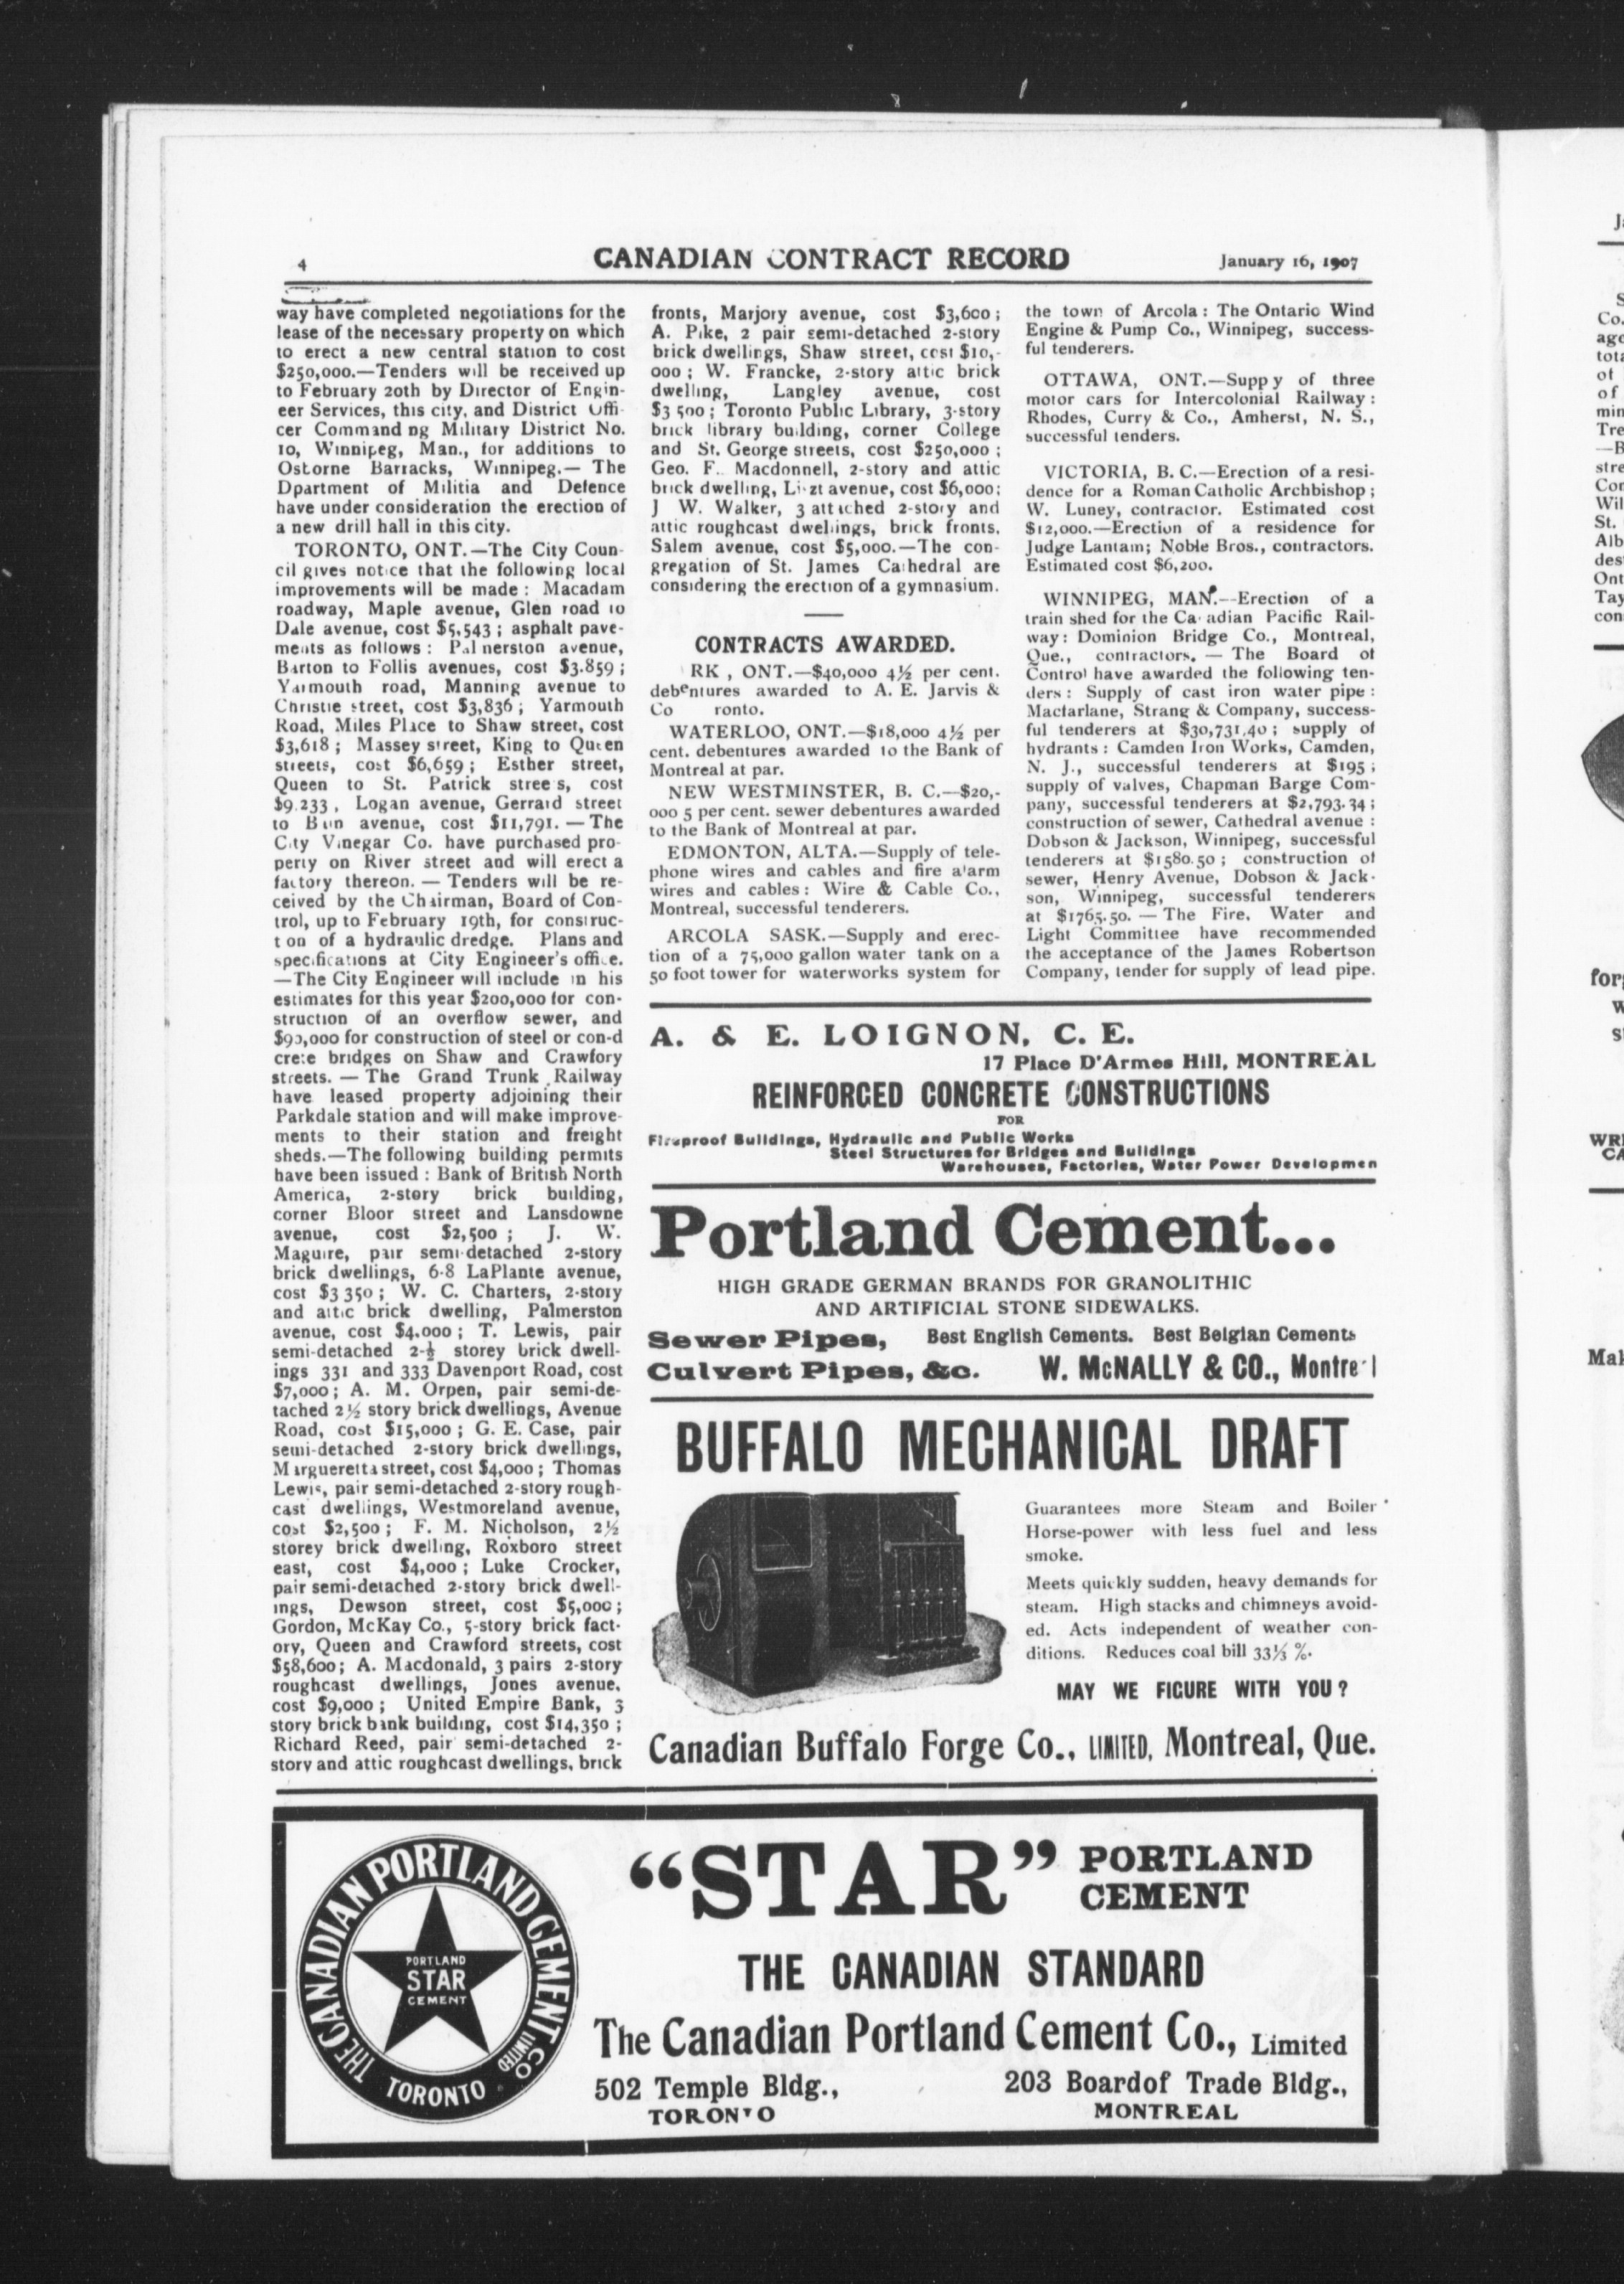 4
CANADIAN CONTRACT RECORD
January 16, 1907
way have completed negotiations for the
lease of the necessary property on which
to erect a new central station to cost
$250,000.—Tenders will be received up
to February 20th by Director of Engin-
eer Services, this city, and District Offi-
cer Command ng Military District No.
10, Winnipeg, Man., for additions to
Osborne Barracks, Winnipeg.— The
Dpartment of Militia and Defence
have under consideration the erection of
a new drill hall in this city.
TORONTO, ONT.—The City Coun-
cil gives notice that the following local
improvements will be made : Macadam
roadway, Maple avenue, Glen road to
Dale avenue, cost $5,543 ; asphalt pave-
ments as follows : Pal nerston avenue,
Barton to Follis avenues, cost $3.859 ;
Yarmouth road, Manning avenue to
Christie street, cost $3,836 ; Yarmouth
Road, Miles Place to Shaw street, cost
$3,618 ; Massey street, King to Queen
streets, cost $6,659 ; Esther street,
Queen to St. Patrick stree s, cost
$9 233 , Logan avenue, Gerrard street
to B n avenue, cost $11,791. — The
City Vinegar Co. have purchased pro-
perty on River street and will erect a
factory thereon. — Tenders will be re-
ceived by the Chairman, Board of Con-
trol, up to February 19th, for construc-
t on of a hydraulic dredge. Plans and
specifications at City Engineer's office.
—The City Engineer will include in his
estimates for this year $200,000 for con-
struction of an overflow sewer, and
$90,000 for construction of steel or con-d
crete bridges on Shaw and Crawfory
streets. — The Grand Trunk Railway
have leased property adjoining their
Parkdale station and will make improve-
ments to their station and freight
sheds.—The following building permits
have been issued : Bank of British North
America, 2-story brick building,
corner Bloor street and Lansdowne
avenue, cost $2,500 ; J. W.
Maguire, pair semi-detached 2-story
brick dwellings, 6-8 LaPlante avenue,
cost $3 350 ; W. C. Charters, 2-story
and attic brick dwelling, Palmerston
avenue, cost $4,000 ; T. Lewis, pair
semi-detached 2-½ storey brick dwell-
ings 331 and 333 Davenport Road, cost
$7,000 ; A. M. Orpen, pair semi-de-
tached 2½ story brick dwellings, Avenue
Road, cost $15,000 ; G. E. Case, pair
semi-detached 2-story brick dwellings,
Margueretta street, cost $4,000 ; Thomas
Lewis, pair semi-detached 2-story rough-
cast dwellings, Westmoreland avenue,
cost $2,500 ; F. M. Nicholson, 2½
storey brick dwelling, Roxboro street
east, cost $4,000 ; Luke Crocker,
pair semi-detached 2-story brick dwell-
ings, Dewson street, cost $5,000 ;
Gordon, McKay Co., 5-story brick fact-
ory, Queen and Crawford streets, cost
$58,600 ; A. Macdonald, 3 pairs 2-story
roughcast dwellings, Jones avenue,
cost $9,000 ; United Empire Bank, 3
story brick bank building, cost $14,350 ;
Richard Reed, pair semi-detached 2-
story and attic roughcast dwellings, brick
fronts, Marjory avenue, cost $3,600 ;
A. Pike, 2 pair semi-detached 2-story
brick dwellings, Shaw street, cost $10,-
000 ; W. Francke, 2-story attic brick
dwelling, Langley avenue, cost
$3 500 ; Toronto Public Library, 3-story
brick library building, corner College
and St. George streets, cost $250,000 ;
Geo. F. Macdonnell, 2-story and attic
brick dwelling, Li zt avenue, cost $6,000;
J W. Walker, 3 attached 2-story and
attic roughcast dwellings, brick fronts,
Salem avenue, cost $5,000.—The con-
gregation of St. James Cathedral are
considering the erection of a gymnasium.
CONTRACTS AWARDED.
RK , ONT.—$40,000 4½ per cent.
debentures awarded to A. E. Jarvis &
Co ronto.
WATERLOO, ONT.—$18,000 4½ per
cent. debentures awarded to the Bank of
Montreal at par.
NEW WESTMINSTER, B. C.—$20,-
000 5 per cent. sewer debentures awarded
to the Bank of Montreal at par.
EDMONTON, ALTA.—Supply of tele-
phone wires and cables and fire alarm
wires and cables : Wire & Cable Co.,
Montreal, successful tenderers.
ARCOLA SASK.—Supply and erec-
tion of a 75,000 gallon water tank on a
50 foot tower for waterworks system for
the town of Arcola : The Ontario Wind
Engine & Pump Co., Winnipeg, success-
ful tenderers.
OTTAWA, ONT.—Supp y of three
motor cars for Intercolonial Railway :
Rhodes, Curry & Co., Amherst, N. S.,
successful tenders.
VICTORIA, B. C.—Erection of a resi-
dence for a Roman Catholic Archbishop ;
W. Luney, contractor. Estimated cost
$12,000.—Erection of a residence for
Judge Lantam; Noble Bros., contractors.
Estimated cost $6,200.
WINNIPEG, MAN.—Erection of a
train shed for the Ca adian Pacific Rail-
way : Dominion Bridge Co., Montreal,
Que., contractors. — The Board of
Control have awarded the following ten-
ders : Supply of cast iron water pipe :
Macfarlane, Strang & Company, success-
ful tenderers at $30,731.40 ; supply of
hydrants : Camden Iron Works, Camden,
N. J., successful tenderers at $195 ;
supply of valves, Chapman Barge Com-
pany, successful tenderers at $2,793.34 ;
construction of sewer, Cathedral avenue :
Dobson & Jackson, Winnipeg, successful
tenderers at $1580.50 ; construction of
sewer, Henry Avenue, Dobson & Jack-
son, Winnipeg, successful tenderers
at $1765.50. — The Fire, Water and
Light Committee have recommended
the acceptance of the James Robertson
Company, tender for supply of lead pipe.
A. & E. LOIGNON, C. E.
17 Place D'Armes Hill, MONTREAL
REINFORCED CONCRETE CONSTRUCTIONS
FOR
Fireproof Buildings, Hydraulic and Public Works
Steel Structures for Bridges and Buildings
Warehouses, Factories, Water Power Developmen
Portland Cement...
HIGH GRADE GERMAN BRANDS FOR GRANOLITHIC
AND ARTIFICIAL STONE SIDEWALKS.
Sewer Pipes, Best English Cements. Best Belgian Cements
Culvert Pipes, &c. W. McNALLY & CO., Montre l
BUFFALO MECHANICAL DRAFT
Guarantees more Steam and Boiler
Horse-power with less fuel and less
smoke.
Meets quickly sudden, heavy demands for
steam. High stacks and chimneys avoid-
ed. Acts independent of weather con-
ditions. Reduces coal bill 33⅓ %.
MAY WE FIGURE WITH YOU ?
Canadian Buffalo Forge Co., LIMITED, Montreal, Que.
THE CANADIAN PORTLAND CEMENT CO LIMITED
TORONTO
PORTLAND
STAR
CEMENT
"STAR" PORTLAND
CEMENT
THE CANADIAN STANDARD
The Canadian Portland Cement Co., Limited
502 Temple Bldg., 203 Boardof Trade Bldg.,
TORONTO MONTREAL